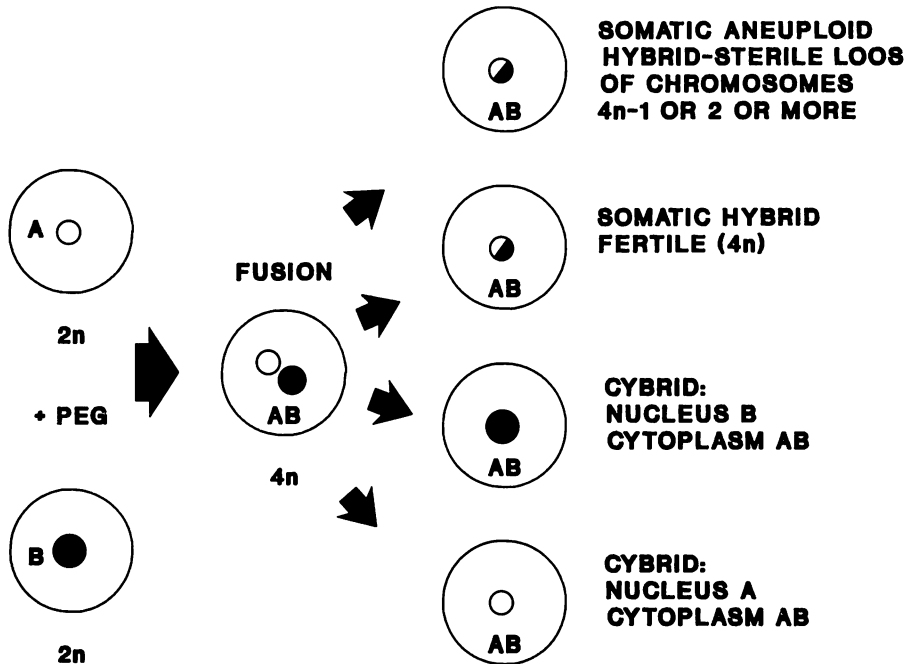 A
2n
+ PEG
B
2n
FUSION
AB
4n
AB
SOMATIC ANEUPLOID
HYBRID-STERILE LOOS
OF CHROMOSOMES
4n-1 OR 2 OR MORE
AB
SOMATIC HYBRID
FERTILE (4n)
AB
CYBRID:
NUCLEUS B
CYTOPLASM AB
AB
CYBRID:
NUCLEUS A
CYTOPLASM AB